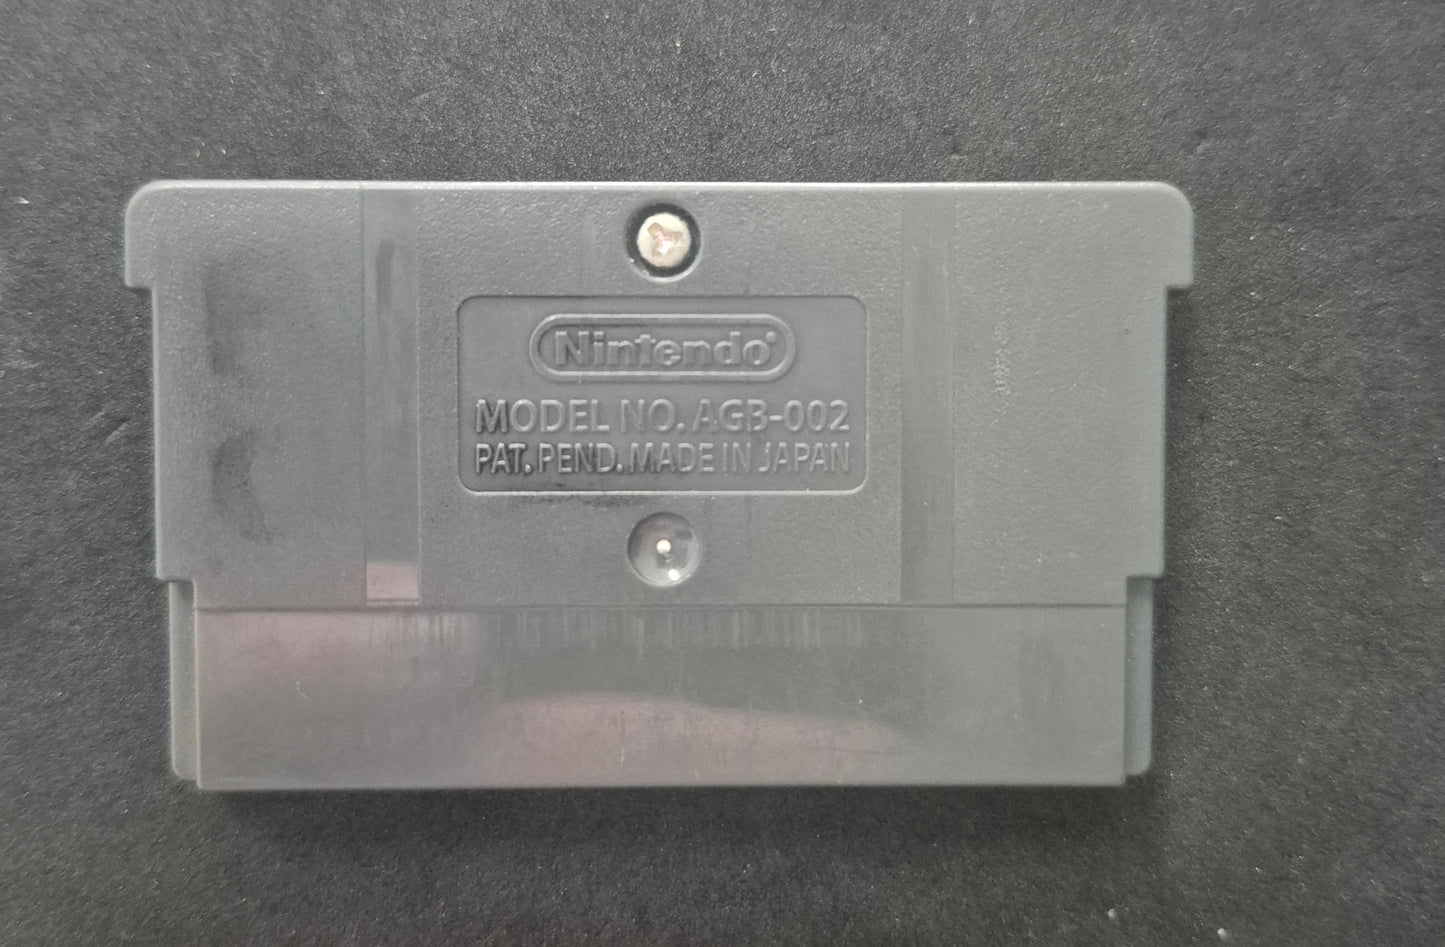 Nintendo®
MODEL NO. AGB-002
PAT. PEND. MADE IN JAPAN